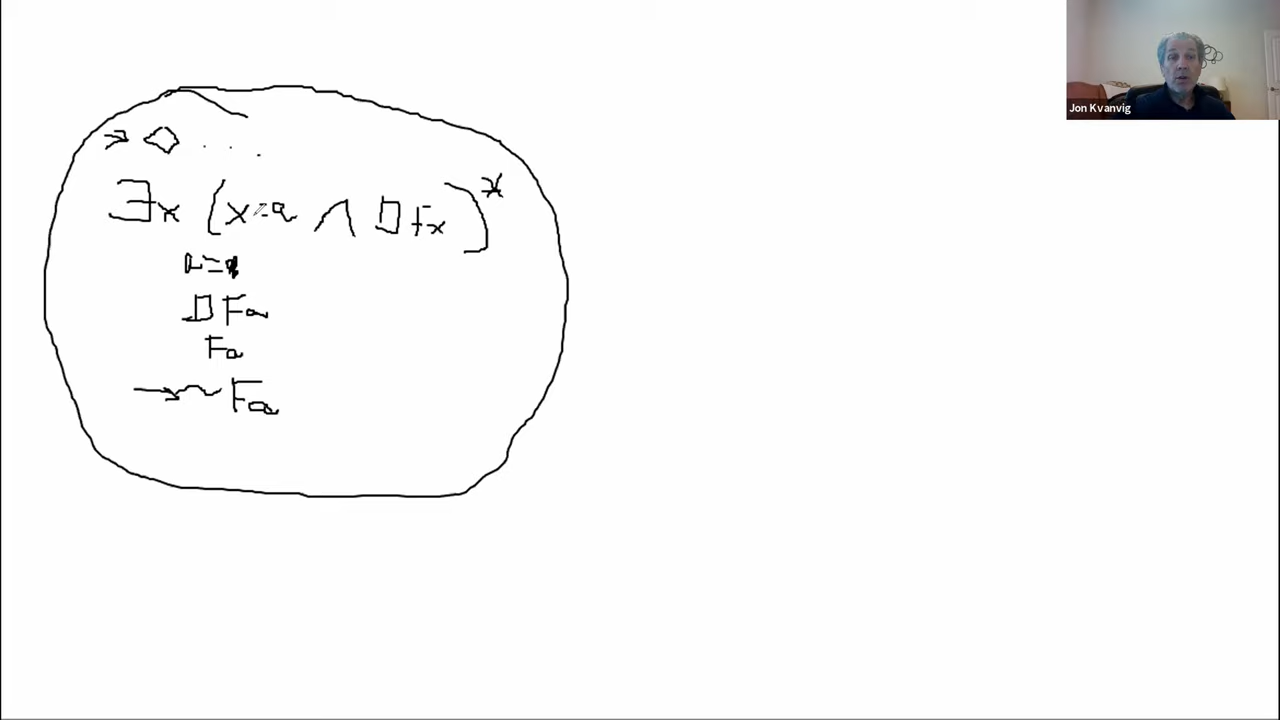 → ◇ . . .
Jon Kvanvig
∃x (x=a ∧ □Fx)*
=
□Fa
Fa
→ ~Fa